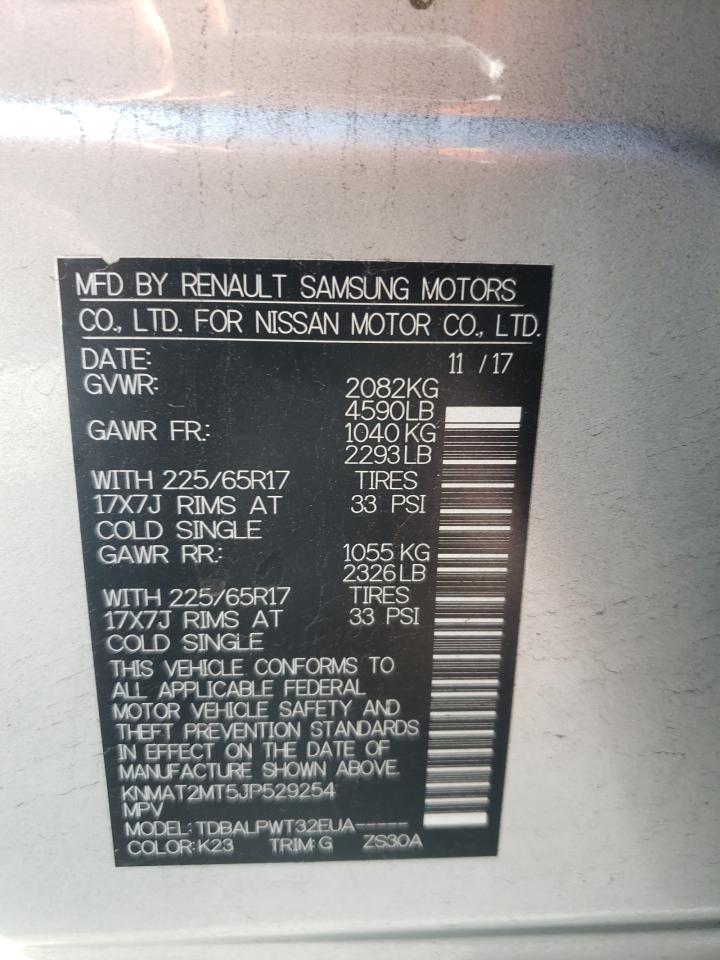 MFD BY RENAULT SAMSUNG MOTORS
CO., LTD. FOR NISSAN MOTOR CO., LTD.
DATE: 11 / 17
GVWR: 2082KG
4590LB
GAWR FR.: 1040 KG
2293 LB
WITH 225/65R17 TIRES
17X7J RIMS AT 33 PSI
COLD SINGLE
GAWR RR.: 1055 KG
2326 LB
WITH 225/65R17 TIRES
17X7J RIMS AT 33 PSI
COLD SINGLE
THIS VEHICLE CONFORMS TO
ALL APPLICABLE FEDERAL
MOTOR VEHICLE SAFETY AND
THEFT PREVENTION STANDARDS
IN EFFECT ON THE DATE OF
MANUFACTURE SHOWN ABOVE.
KNMAT2MT5JP529254
MPV
MODEL: TDBALPWT32EUA-----
COLOR: K23 TRIM: G ZS30A